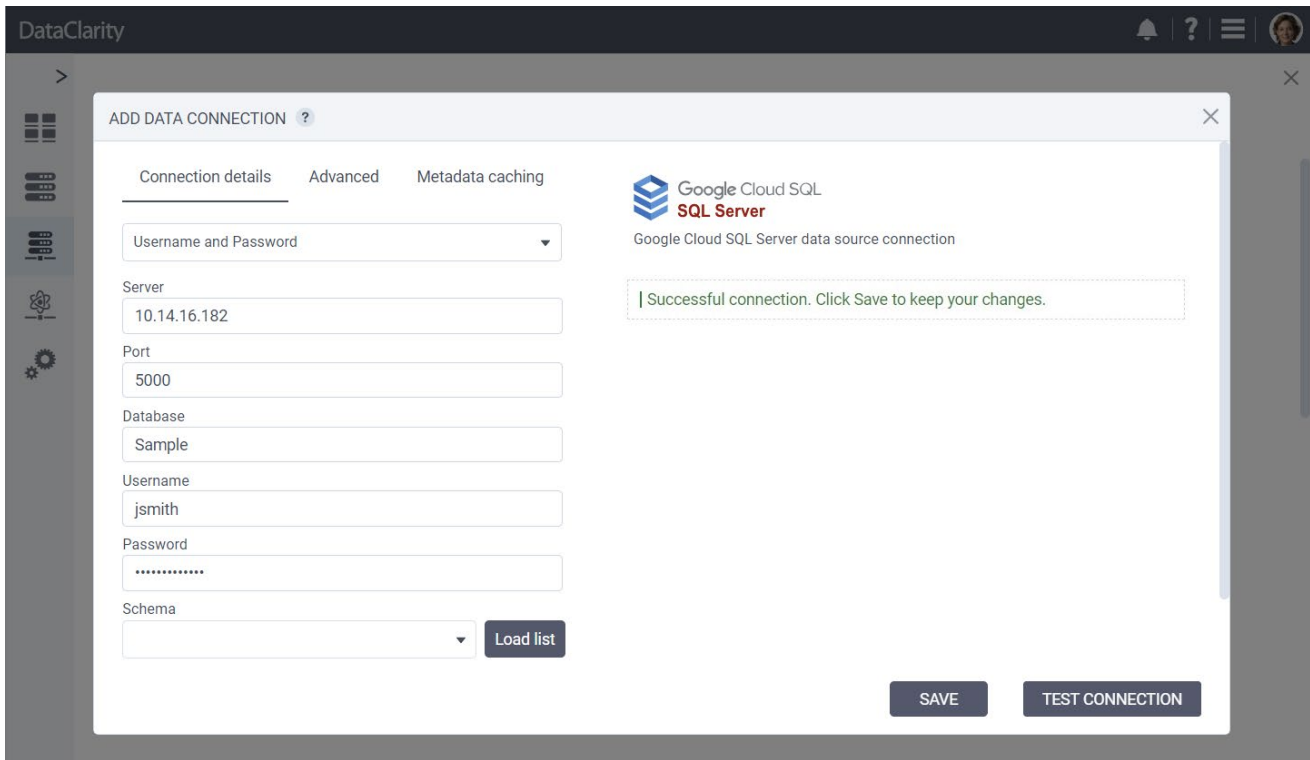 DataClarity
?
>
ADD DATA CONNECTION ?
Connection details Advanced Metadata caching
Username and Password
Server
10.14.16.182
Port
5000
Database
Sample
Username
jsmith
Password
•••••••••••••
Schema
Load list
Google Cloud SQL
SQL Server
Google Cloud SQL Server data source connection
Successful connection. Click Save to keep your changes.
SAVE TEST CONNECTION